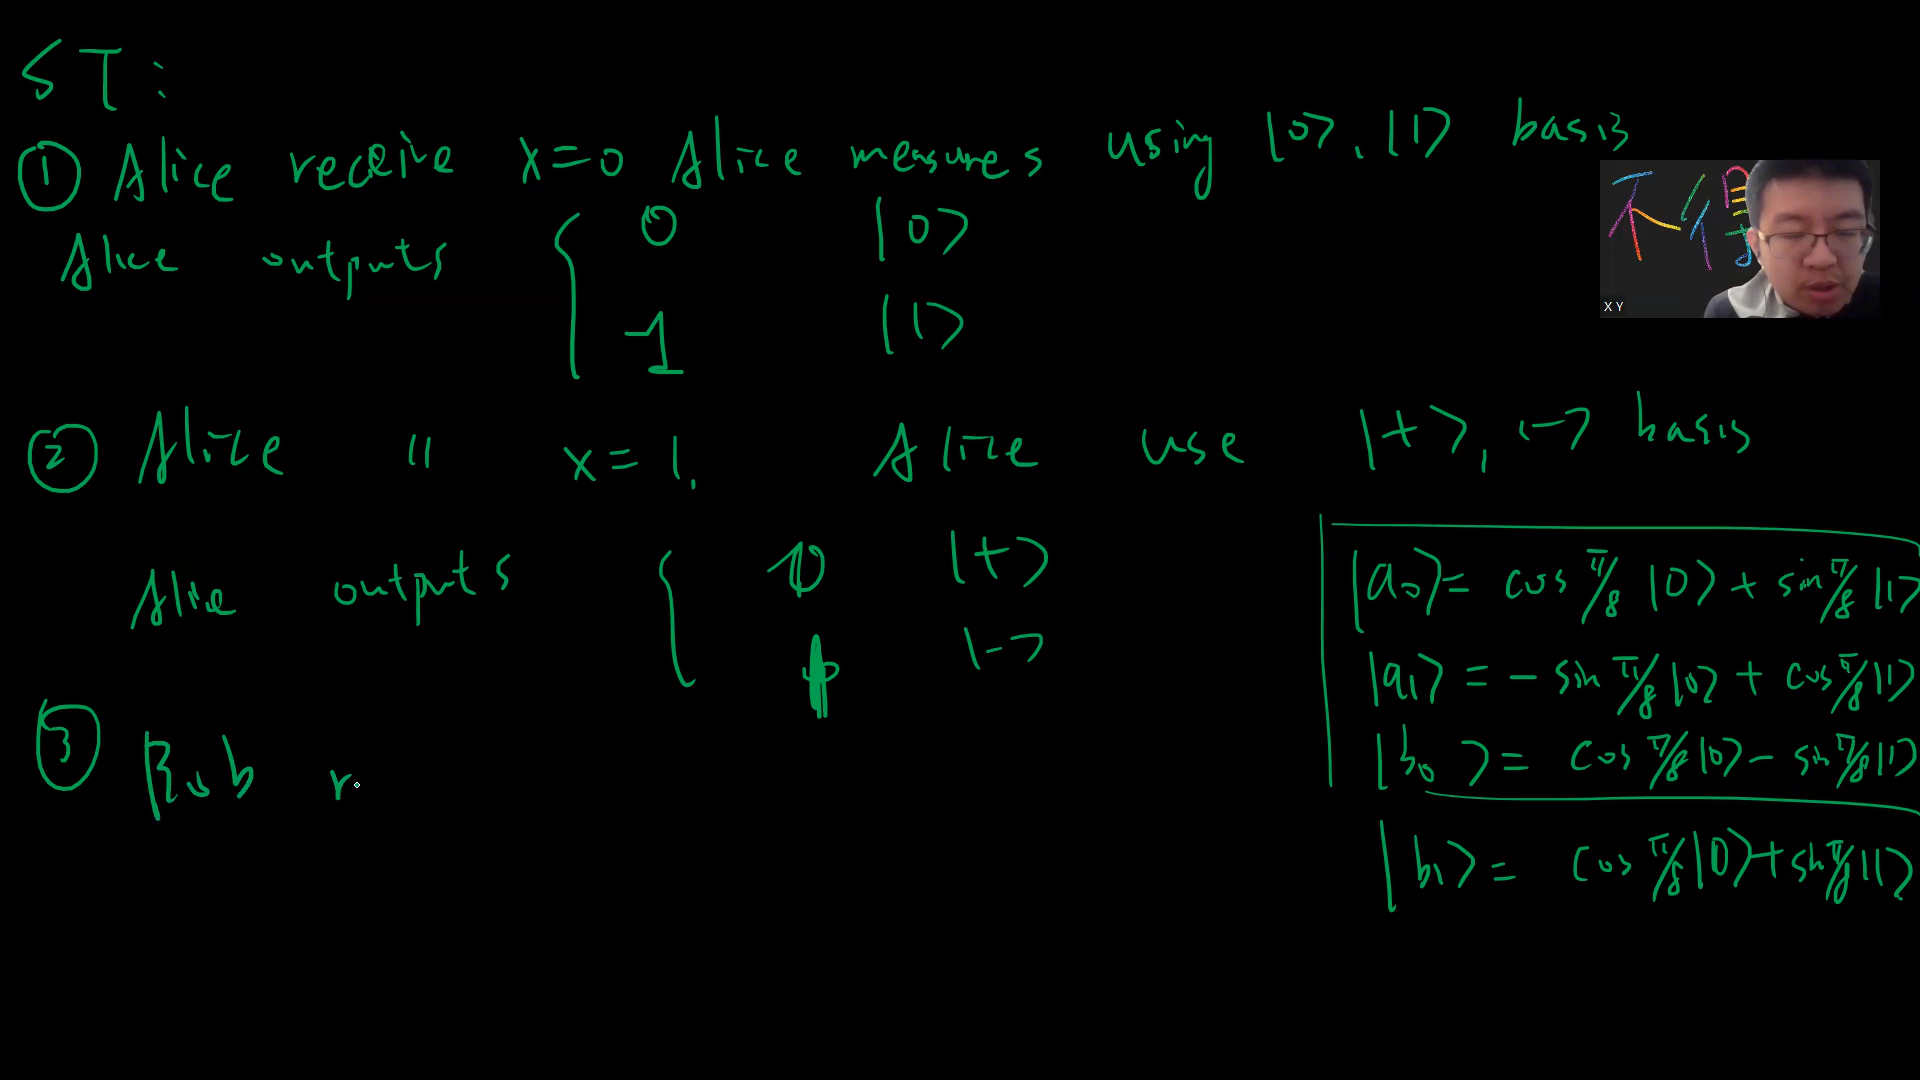 ST:
① Alice receive x=0 Alice measures using |0⟩, |1⟩ basis
Alice outputs { 0 |0⟩
1 |1⟩
② Alice 〃 x=1, Alice use |+⟩, |-⟩ basis
Alice outputs { 0 |+⟩
|-⟩
③ Bob r
|a₀⟩= cos π/8 |0⟩ + sin π/8 |1⟩
|a₁⟩ = - sin π/8 |0⟩ + cos π/8 |1⟩
|b₀⟩ = cos π/8 |0⟩ - sin π/8 |1⟩
|b₁⟩ = cos π/8 |0⟩ + sin π/8 |1⟩
不
X Y